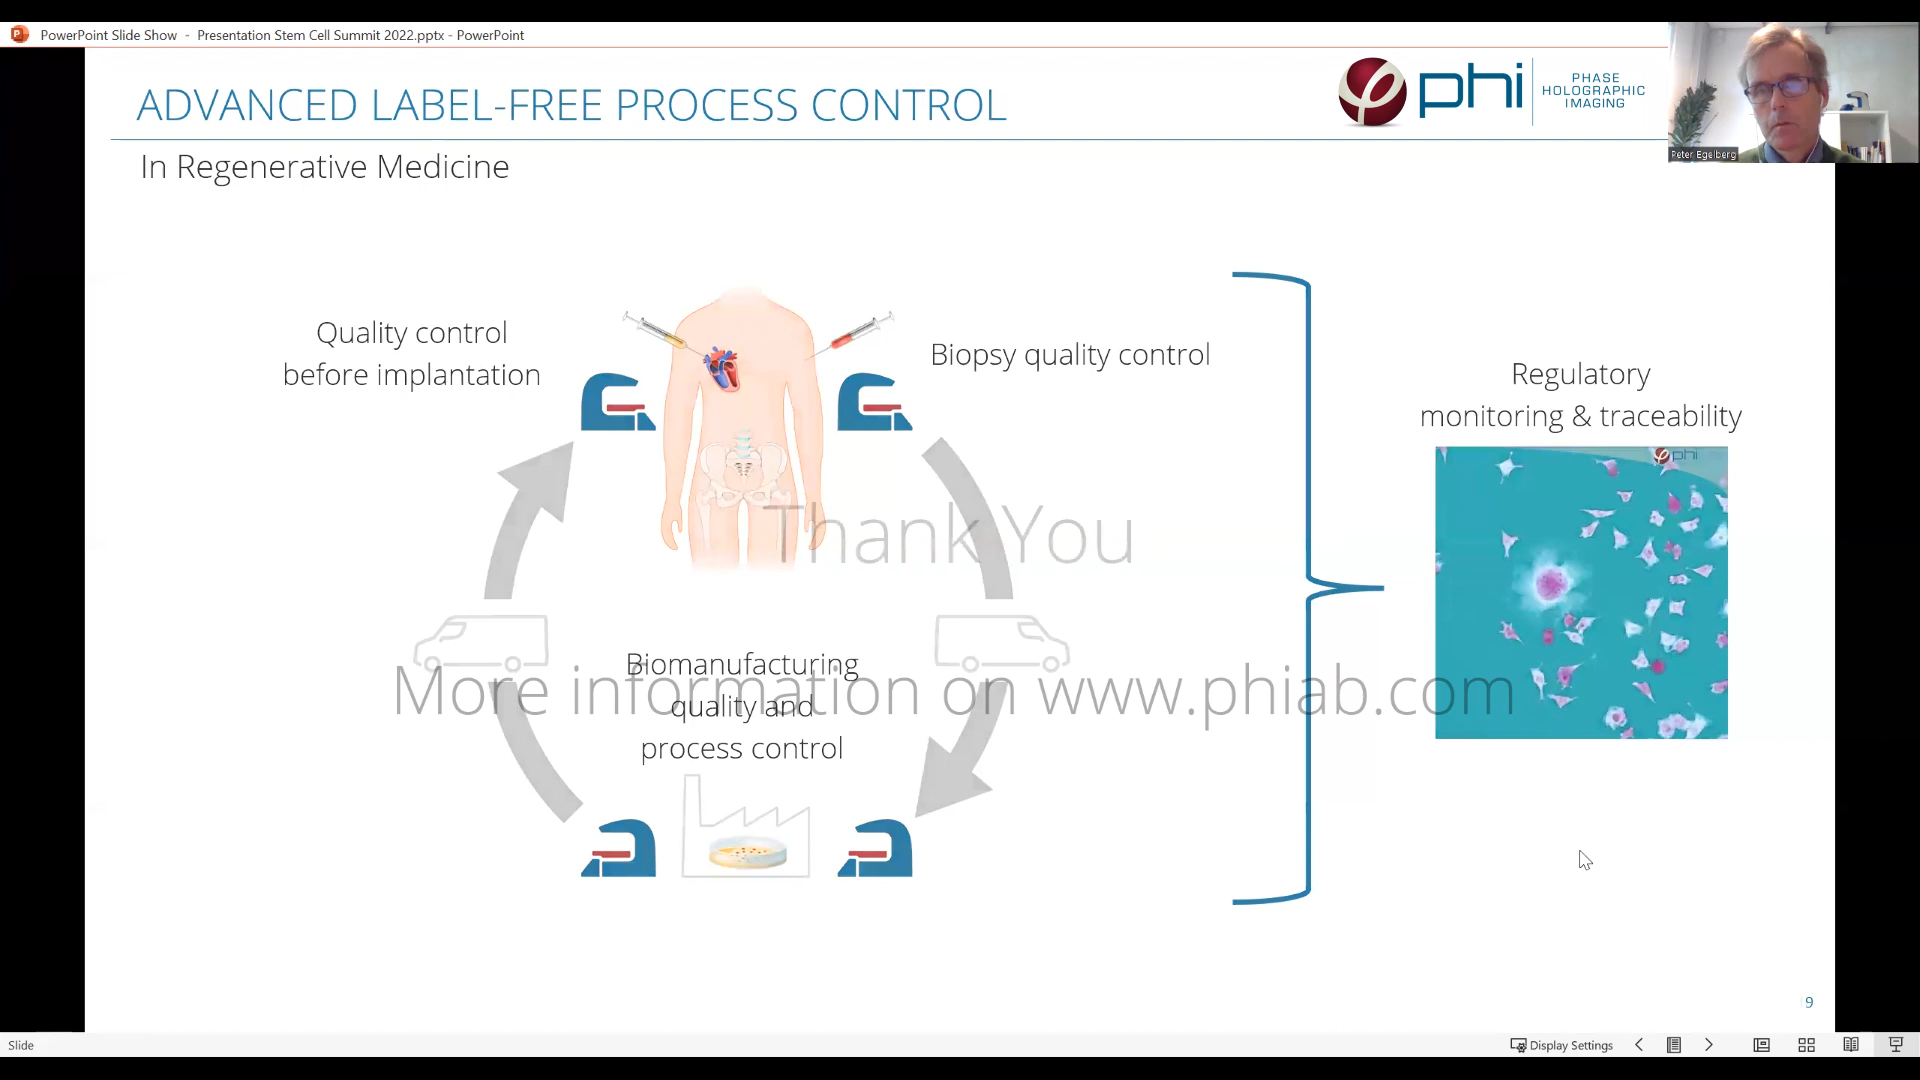 PowerPoint Slide Show - Presentation Stem Cell Summit 2022.pptx - PowerPoint
ADVANCED LABEL-FREE PROCESS CONTROL
phi
PHASE
HOLOGRAPHIC
IMAGING
Peter Egelberg
In Regenerative Medicine
Quality control
before implantation
Biopsy quality control
Regulatory
monitoring & traceability
phi
Thank You
Biomanufacturing
quality and
process control
More information on www.phiab.com
9
Slide
Display Settings